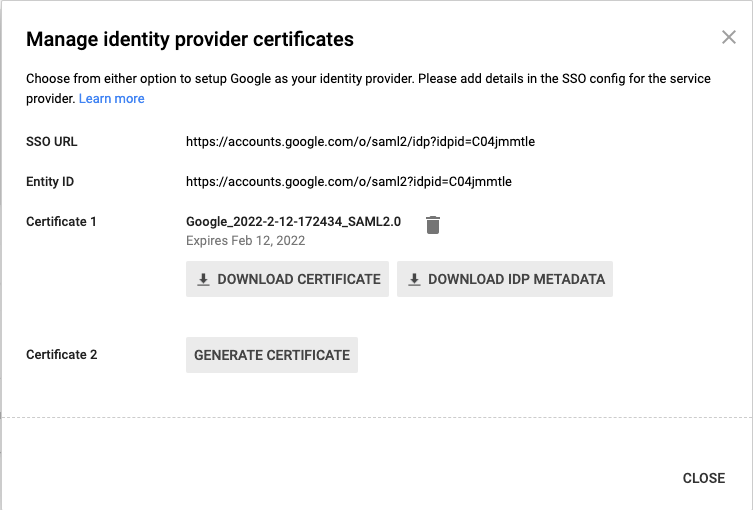 Manage identity provider certificates
Choose from either option to setup Google as your identity provider. Please add details in the SSO config for the service
provider. Learn more
SSO URL https://accounts.google.com/o/saml2/idp?idpid=C04jmmtle
Entity ID https://accounts.google.com/o/saml2?idpid=C04jmmtle
Certificate 1 Google_2022-2-12-172434_SAML2.0
Expires Feb 12, 2022
DOWNLOAD CERTIFICATE DOWNLOAD IDP METADATA
Certificate 2 GENERATE CERTIFICATE
CLOSE